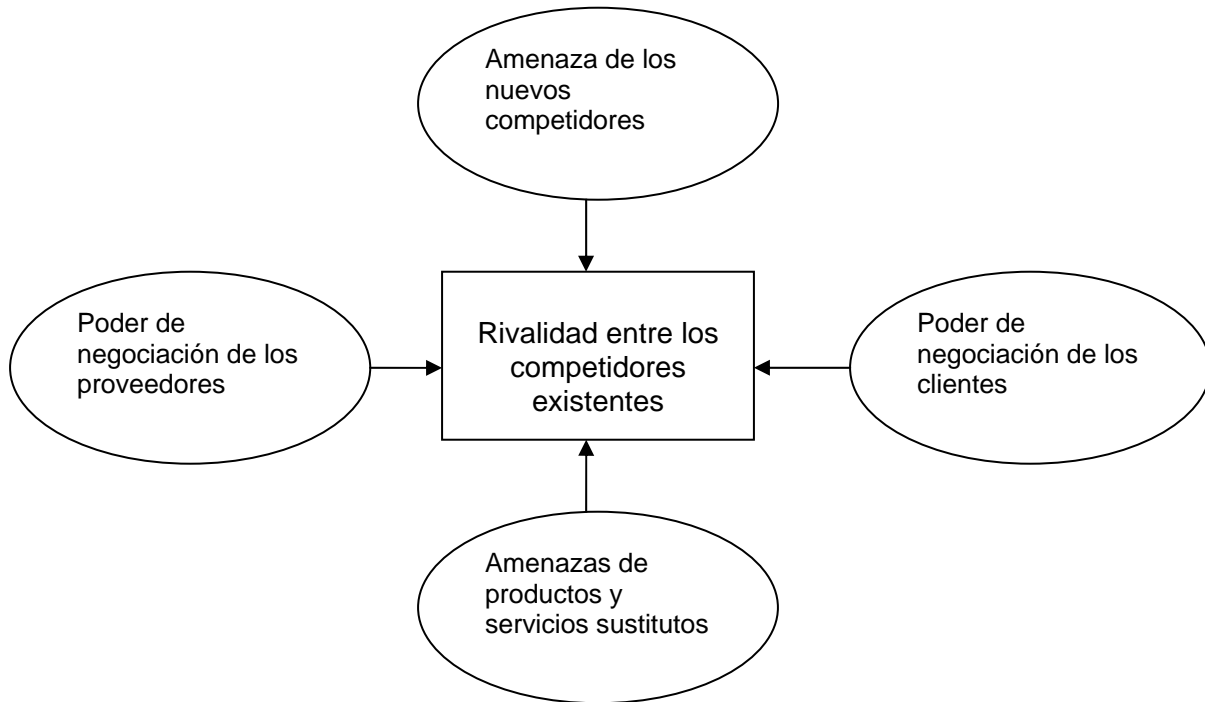 Amenaza de los
nuevos
competidores
Poder de
negociación de los
proveedores
Rivalidad entre los
competidores
existentes
Poder de
negociación de los
clientes
Amenazas de
productos y
servicios sustitutos